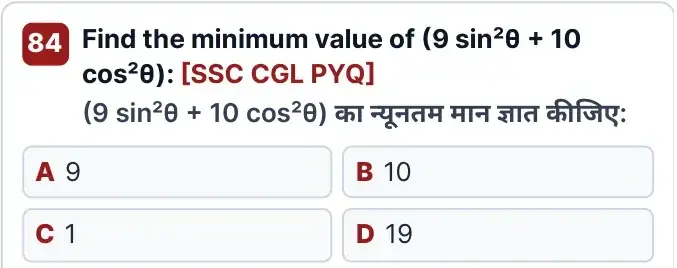 84 Find the minimum value of (9 sin²θ + 10
cos²θ): [SSC CGL PYQ]
(9 sin²θ + 10 cos²θ) का न्यूनतम मान ज्ञात कीजिए:
A 9
B 10
C 1
D 19